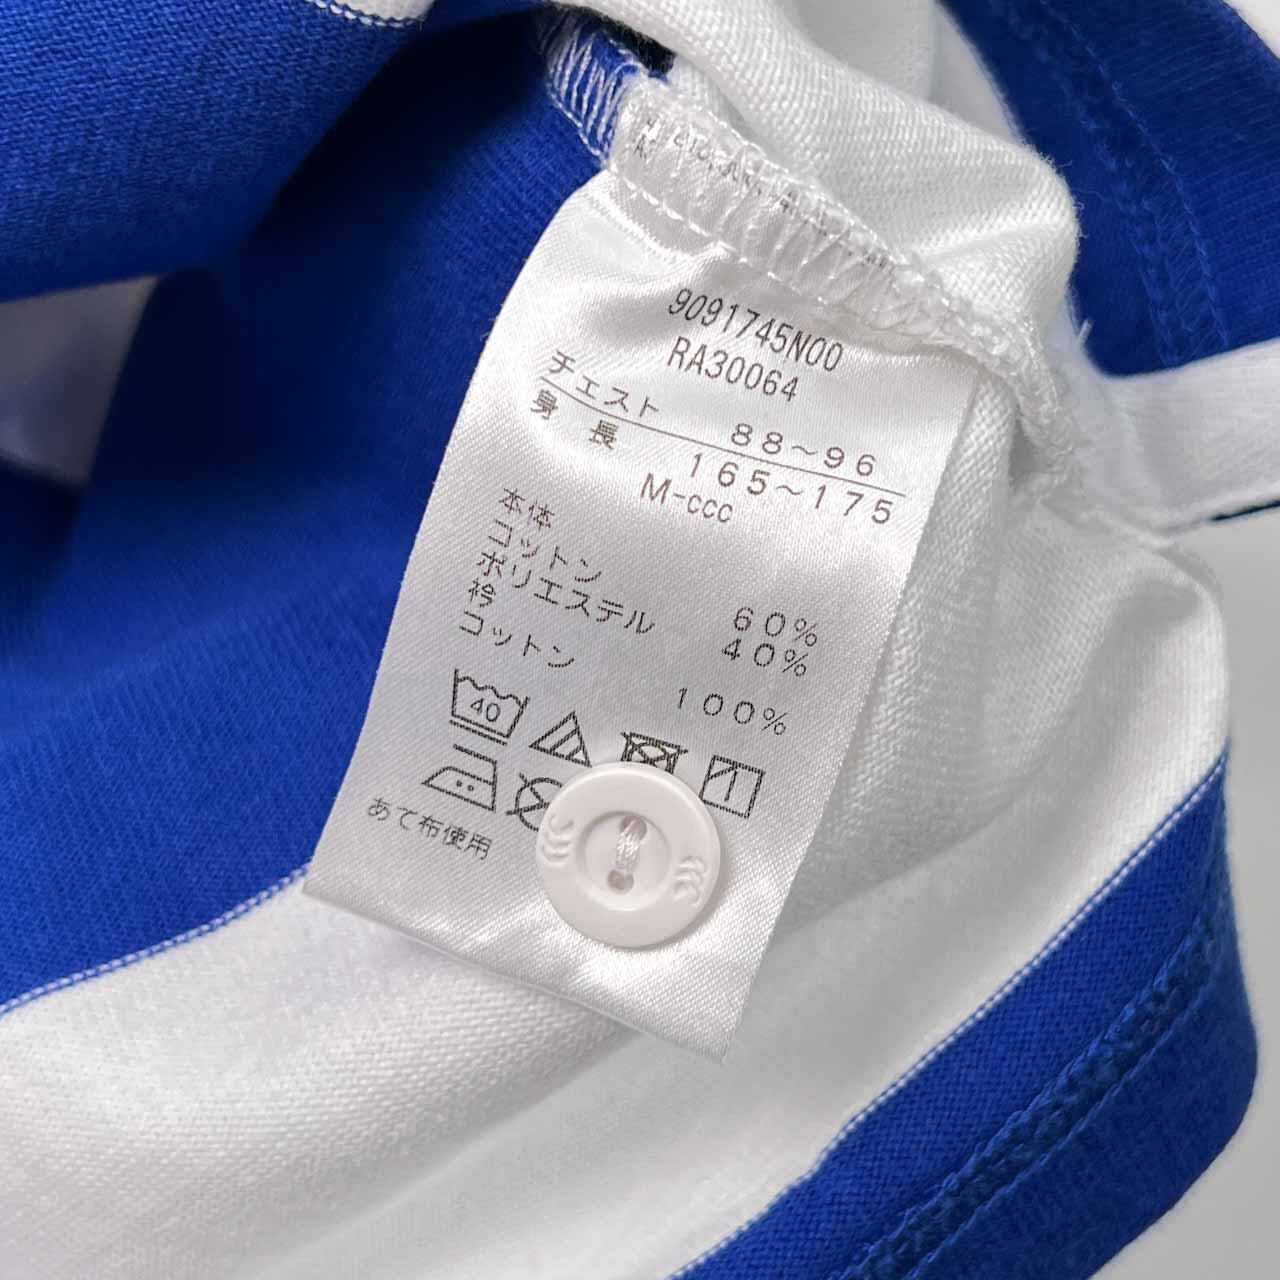 9091745N00
RA30064
チェスト 88～96
身長 165～175
M-ccc
本体
コットン 60%
ポリエステル 40%
衿
コットン 100%
40
あて布使用